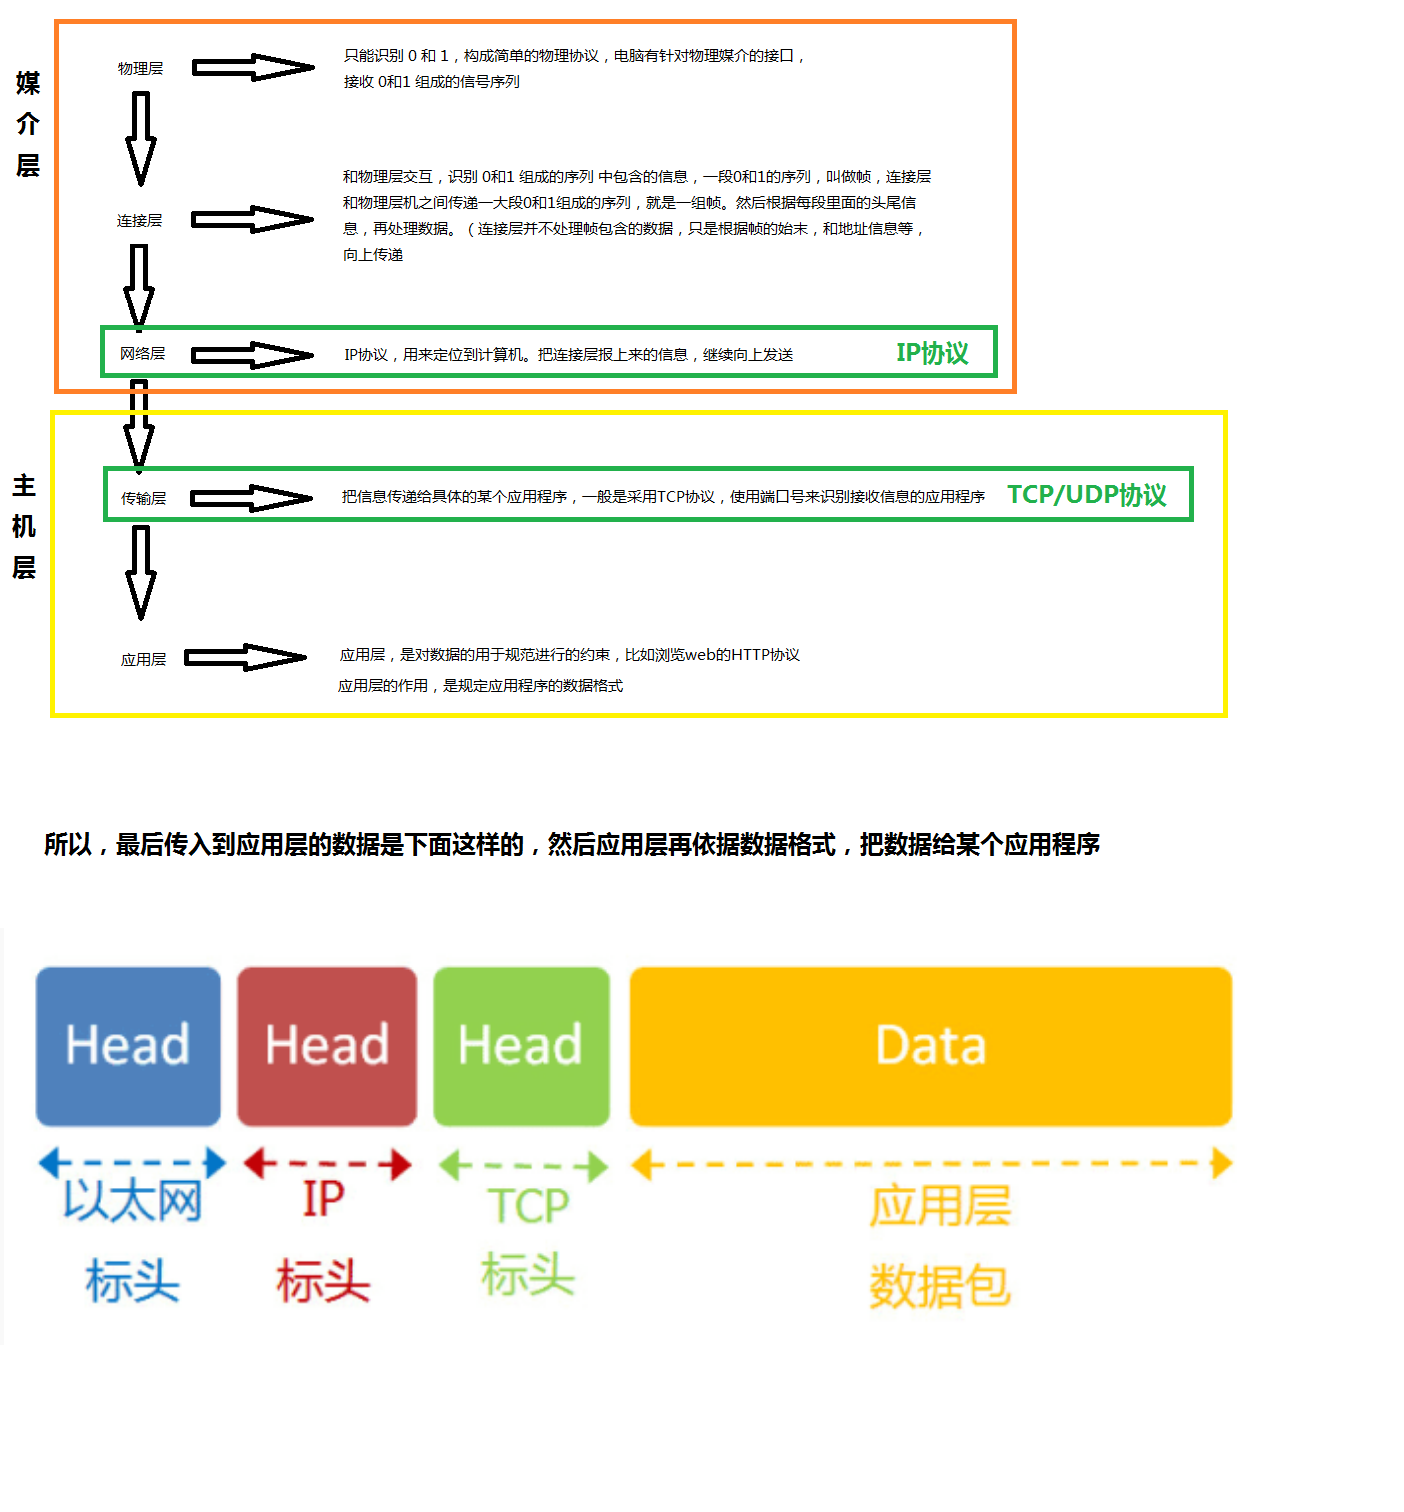 媒
介
层
物理层
只能识别 0 和 1，构成简单的物理协议，电脑有针对物理媒介的接口，
接收 0和1 组成的信号序列
连接层
和物理层交互，识别 0和1 组成的序列 中包含的信息，一段0和1的序列，叫做帧，连接层
和物理层机之间传递一大段0和1组成的序列，就是一组帧。然后根据每段里面的头尾信
息，再处理数据。（连接层并不处理帧包含的数据，只是根据帧的始末，和地址信息等，
向上传递
网络层
IP协议，用来定位到计算机。把连接层报上来的信息，继续向上发送
IP协议
主
机
层
传输层
把信息传递给具体的某个应用程序，一般是采用TCP协议，使用端口号来识别接收信息的应用程序
TCP/UDP协议
应用层
应用层，是对数据的用于规范进行的约束，比如浏览web的HTTP协议
应用层的作用，是规定应用程序的数据格式
所以，最后传入到应用层的数据是下面这样的，然后应用层再依据数据格式，把数据给某个应用程序
Head
Head
Head
Data
以太网
标头
IP
标头
TCP
标头
应用层
数据包